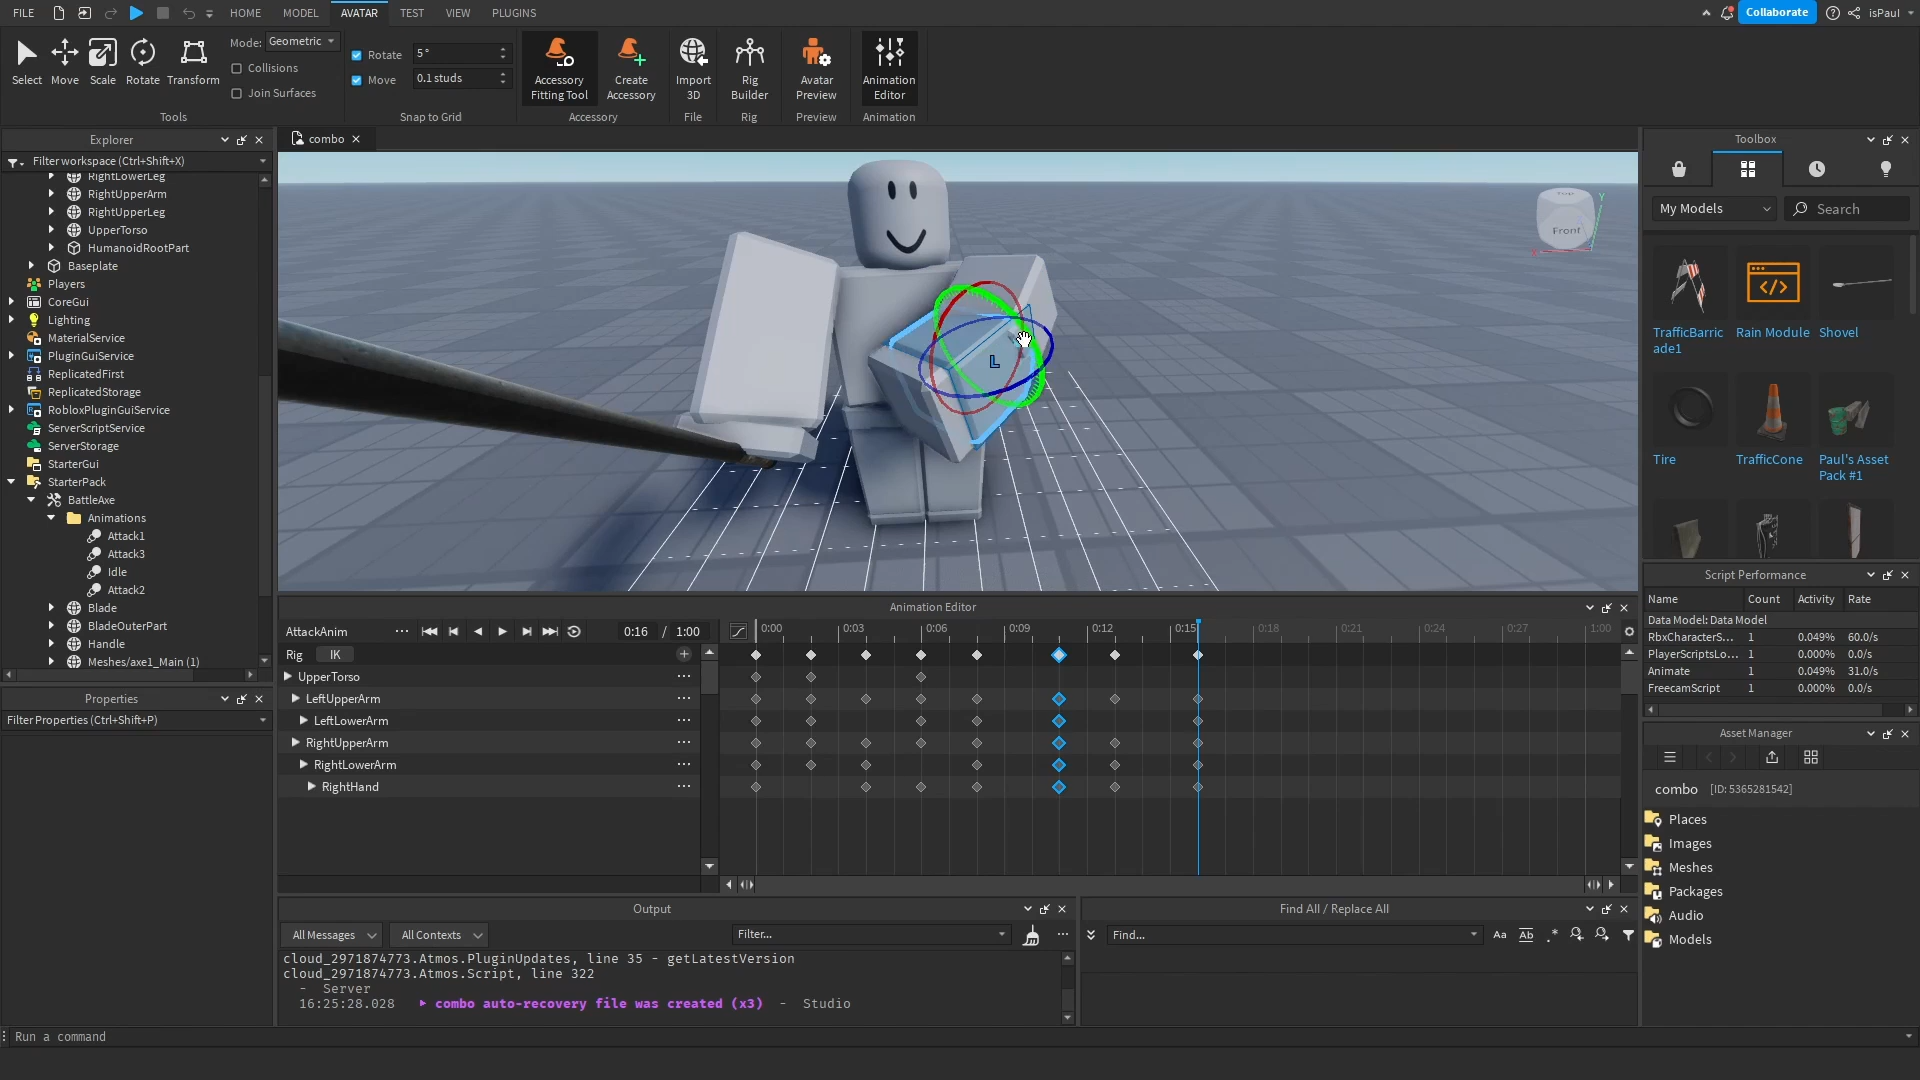 FILE
HOME
MODEL
AVATAR
TEST
VIEW
PLUGINS
Collaborate
isPaul
Select
Move
Scale
Rotate
Transform
Mode: Geometric
Collisions
Join Surfaces
Tools
Rotate 5°
Move 0.1 studs
Snap to Grid
Accessory
Fitting Tool
Create
Accessory
Accessory
Import
3D
File
Rig
Builder
Rig
Avatar
Preview
Preview
Animation
Editor
Animation
Explorer
Filter workspace (Ctrl+Shift+X)
RightLowerLeg
RightUpperArm
RightUpperLeg
UpperTorso
HumanoidRootPart
Baseplate
Players
CoreGui
Lighting
MaterialService
PluginGuiService
ReplicatedFirst
ReplicatedStorage
RobloxPluginGuiService
ServerScriptService
ServerStorage
StarterGui
StarterPack
BattleAxe
Animations
Attack1
Attack3
Idle
Attack2
Blade
BladeOuterPart
Handle
Meshes/axe1_Main (1)
Properties
Filter Properties (Ctrl+Shift+P)
combo
L
Front
Y
X
Animation Editor
AttackAnim
0:16 / 1:00
0:00
0:03
0:06
0:09
0:12
0:15
0:18
0:21
0:24
0:27
1:00
Rig
IK
UpperTorso
LeftUpperArm
LeftLowerArm
RightUpperArm
RightLowerArm
RightHand
Output
All Messages
All Contexts
Filter...
cloud_2971874773.Atmos.PluginUpdates, line 35 - getLatestVersion
cloud_2971874773.Atmos.Script, line 322
- Server
16:25:28.028 combo auto-recovery file was created (x3) - Studio
Find All / Replace All
Find...
Aa
Ab
.*
Run a command
Toolbox
My Models
Search
TrafficBarric
ade1
Rain Module
Shovel
Tire
TrafficCone
Paul's Asset
Pack #1
Script Performance
Name Count Activity Rate
Data Model: Data Model
RbxCharacterS... 1 0.049% 60.0/s
PlayerScriptsLo... 1 0.000% 0.0/s
Animate 1 0.049% 31.0/s
FreecamScript 1 0.000% 0.0/s
Asset Manager
combo [ID: 5365281542]
Places
Images
Meshes
Packages
Audio
Models